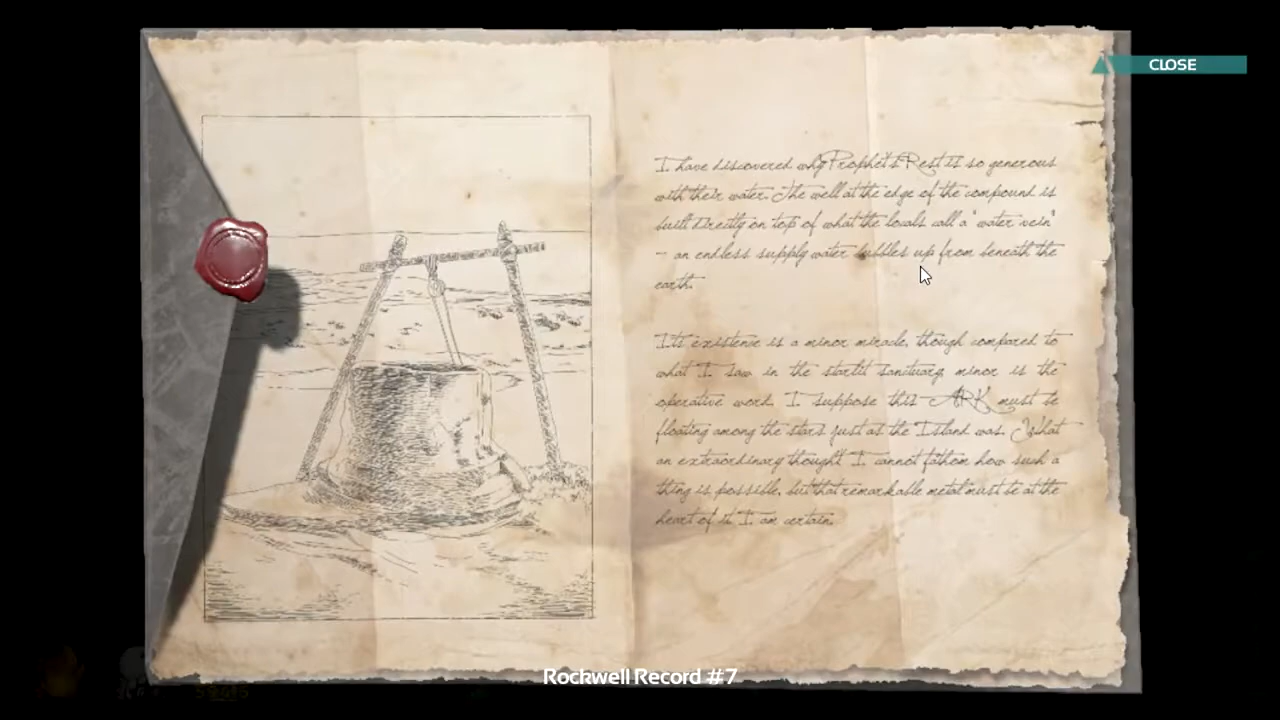 CLOSE
I have discovered why Prophet's Rest is so generous
with their water. The well at the edge of the compound is
built directly on top of what the locals call a "water vein"
- an endless supply water bubbles up from beneath the
earth.
It's existence is a minor miracle, though compared to
what I saw in the starlit sanctuary, minor is the
operative word. I suppose this ARK must be
floating among the stars just as the Island was. What
an extraordinary thought! I cannot fathom how such a
thing is possible, but that remarkable metal must be at the
heart of it I am certain.
Rockwell Record #7